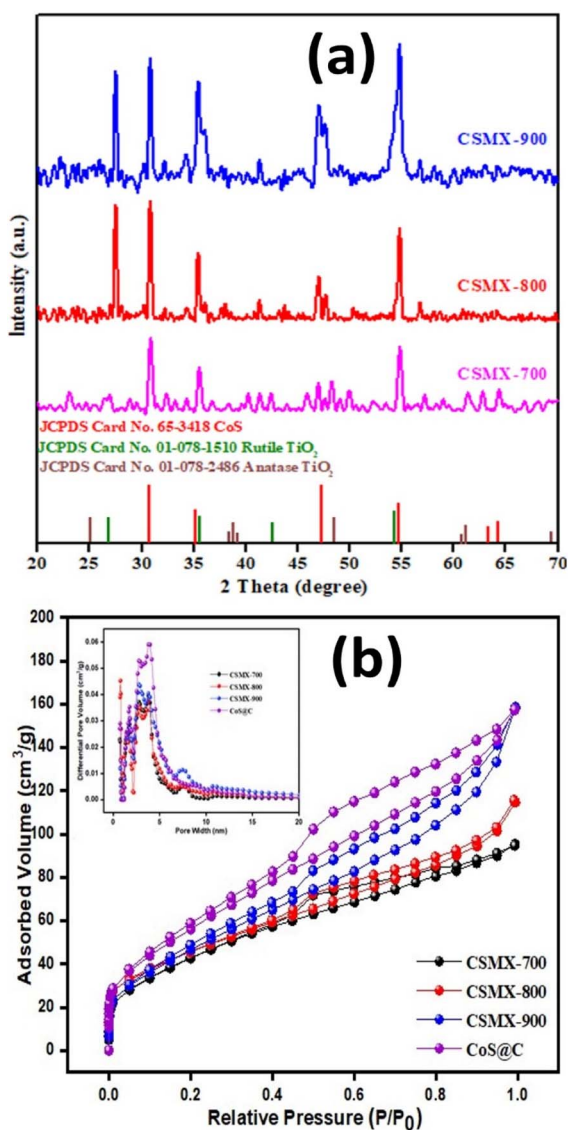 (a)
CSMX-900
CSMX-800
CSMX-700
JCPDS Card No. 65-3418 CoS
JCPDS Card No. 01-078-1510 Rutile TiO₂
JCPDS Card No. 01-078-2486 Anatase TiO₂
Intensity (a.u.)
20 25 30 35 40 45 50 55 60 65 70
2 Theta (degree)
(b)
200
180
160
140
120
100
80
60
40
20
0
Adsorbed Volume (cm³/g)
0.06
0.05
0.04
0.03
0.02
0.01
0.00
Differential Pore Volume (cm³/g)
CSMX-700
CSMX-800
CSMX-900
CoS@C
0 5 10 15 20
Pore Width (nm)
CSMX-700
CSMX-800
CSMX-900
CoS@C
0.0 0.2 0.4 0.6 0.8 1.0
Relative Pressure (P/P₀)